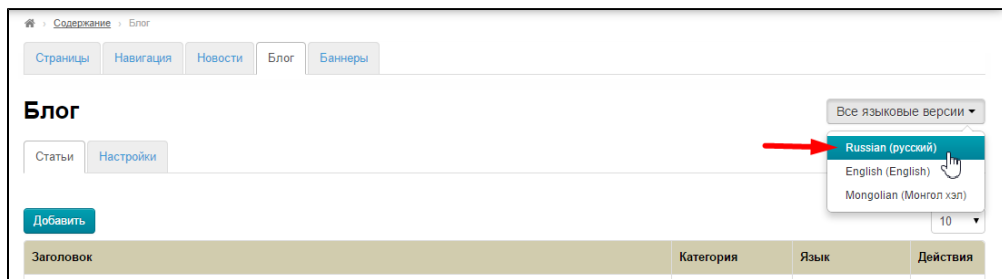 Содержание › Блог
Страницы Навигация Новости Блог Баннеры
Блог
Все языковые версии
Статьи Настройки
Russian (русский)
English (English)
Mongolian (Монгол хэл)
Добавить
10
Заголовок Категория Язык Действия